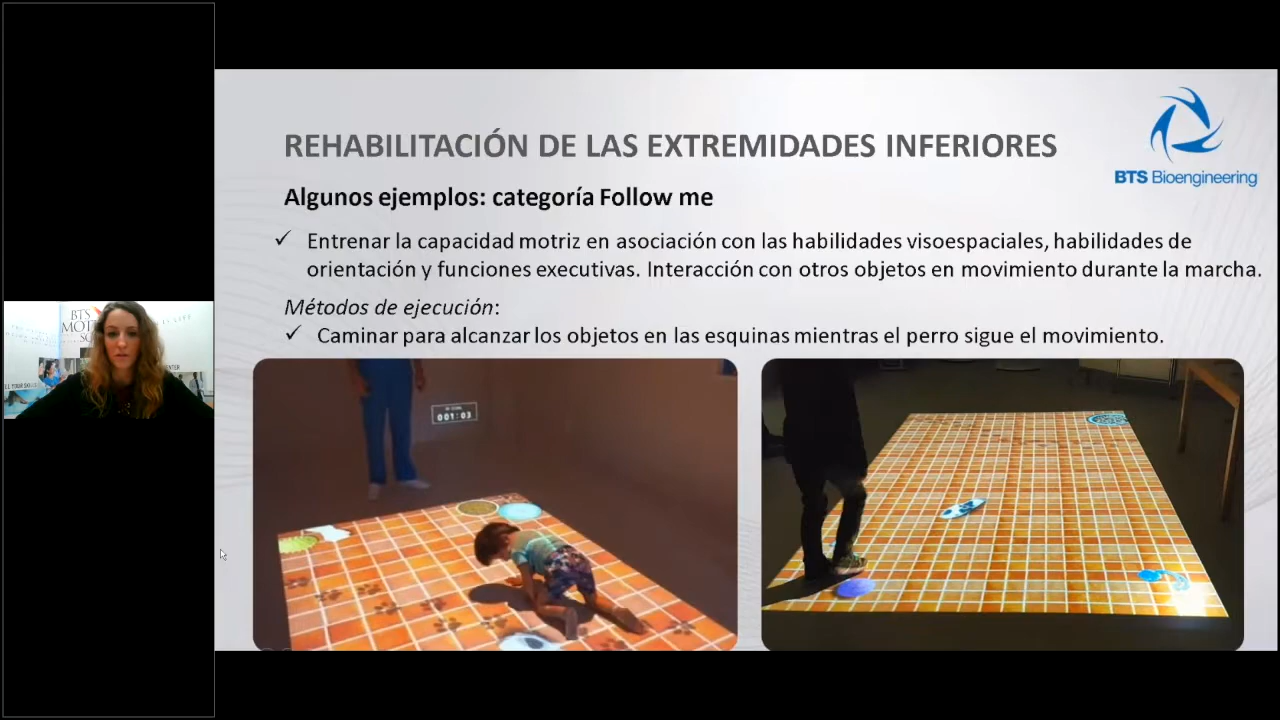 REHABILITACIÓN DE LAS EXTREMIDADES INFERIORES
BTS Bioengineering
Algunos ejemplos: categoría Follow me
✓ Entrenar la capacidad motriz en asociación con las habilidades visoespaciales, habilidades de
orientación y funciones executivas. Interacción con otros objetos en movimiento durante la marcha.
Métodos de ejecución:
✓ Caminar para alcanzar los objetos en las esquinas mientras el perro sigue el movimiento.
001:03
BTS